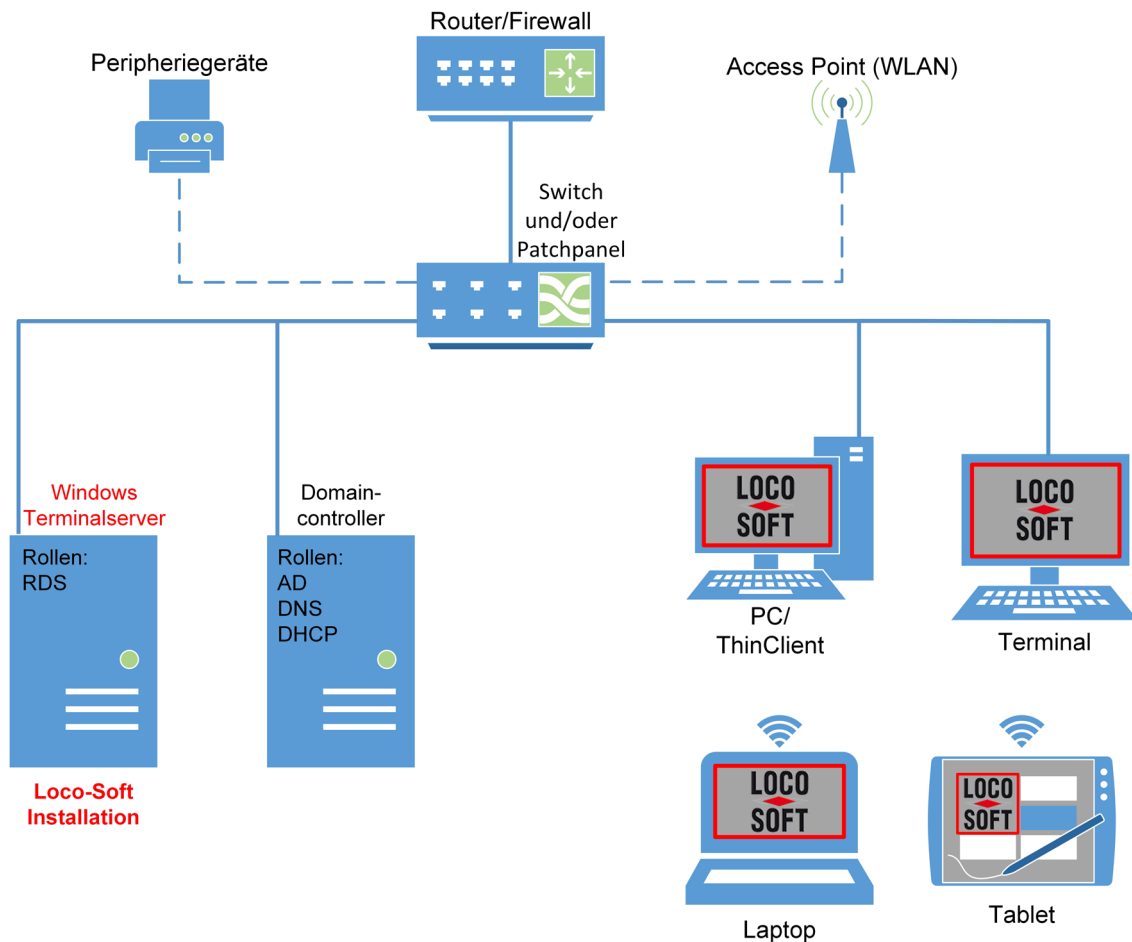 Router/Firewall
Peripheriegeräte
Access Point (WLAN)
Switch
und/oder
Patchpanel
Windows
Terminalserver
Rollen:
RDS
Loco-Soft
Installation
Domain-
controller
Rollen:
AD
DNS
DHCP
LOCO
SOFT
PC/
ThinClient
LOCO
SOFT
Terminal
LOCO
SOFT
Laptop
LOCO
SOFT
Tablet